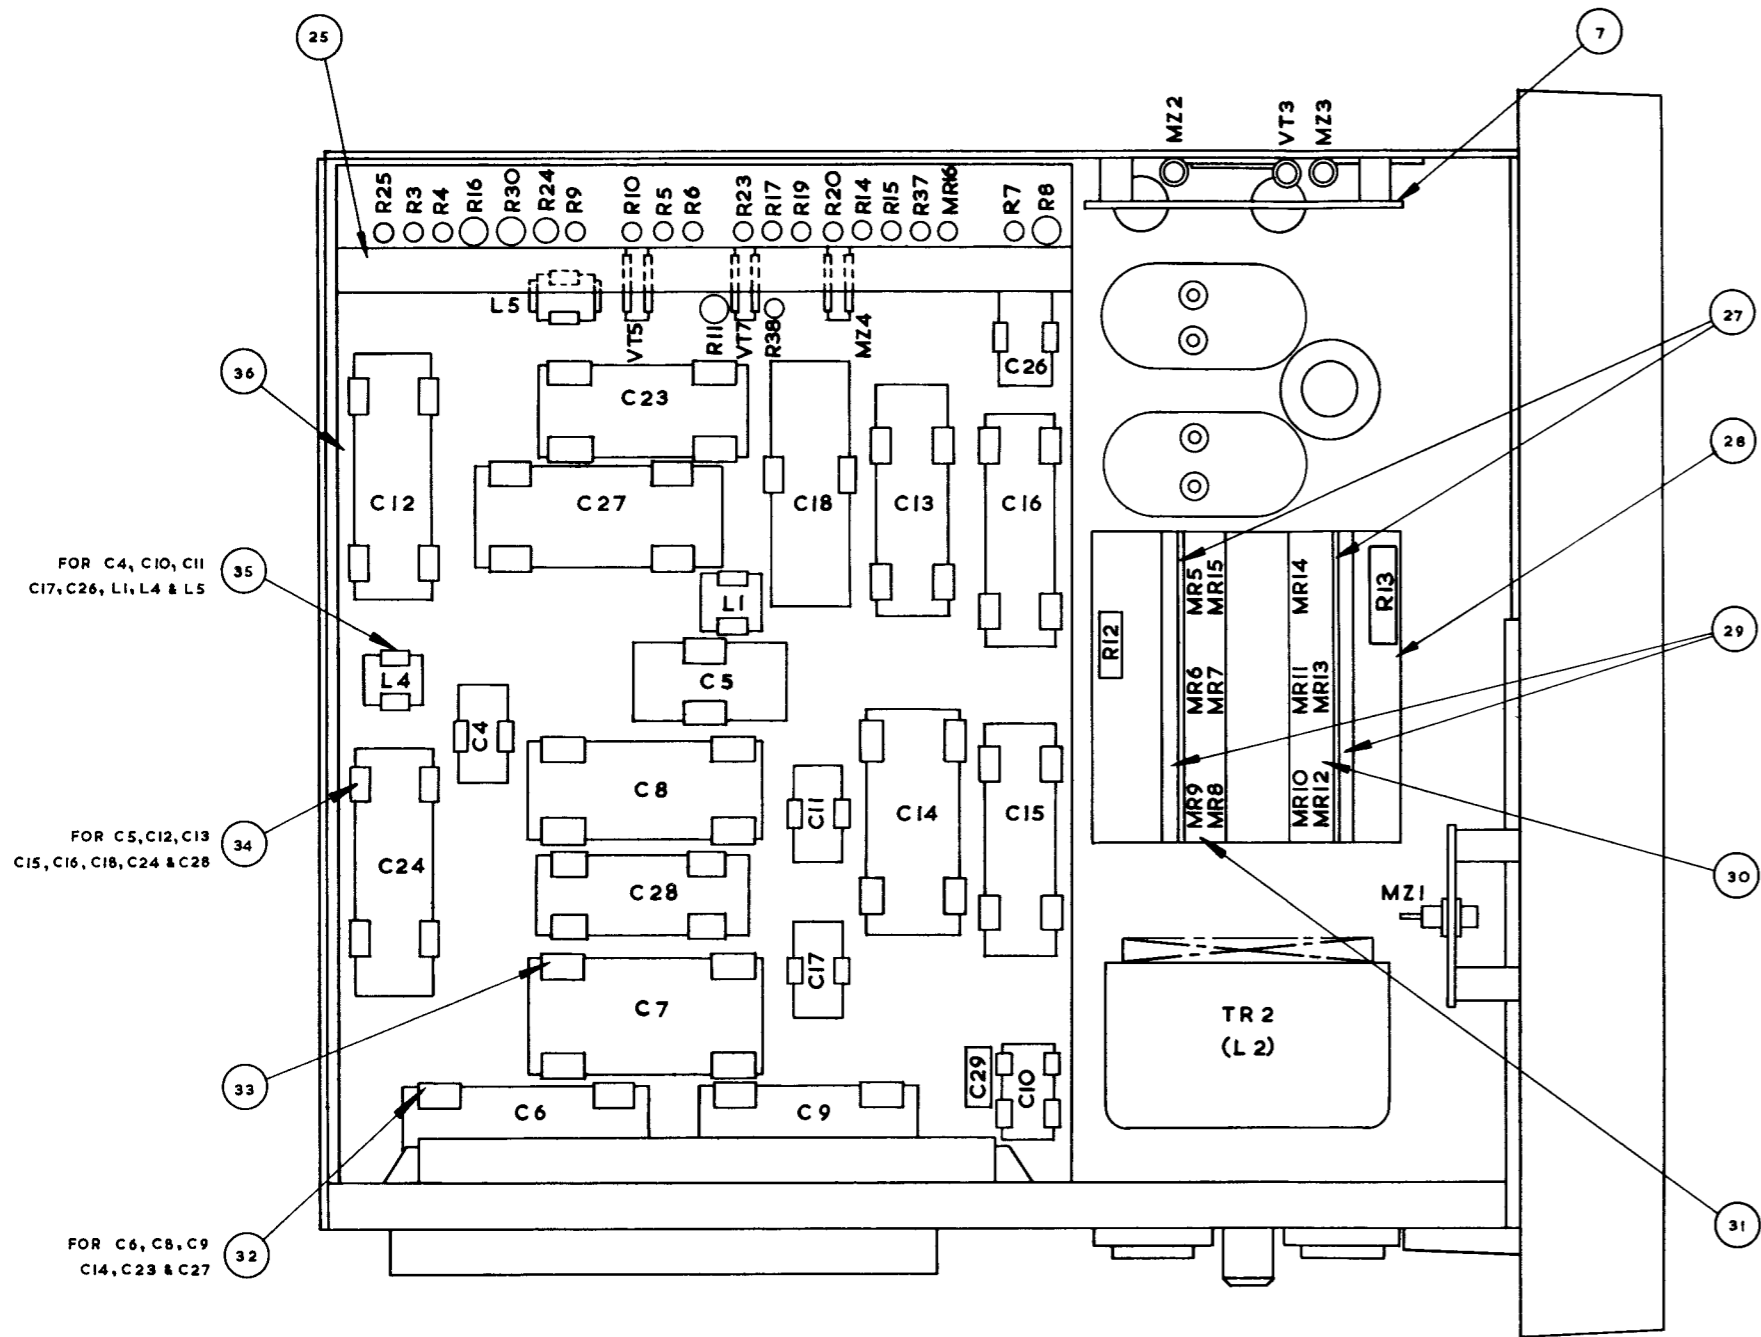 25
7
MZ2
VT3
MZ3
R25
R3
R4
R16
R30
R24
R9
R10
R5
R6
R23
R17
R19
R20
R14
R15
R37
MR16
R7
R8
L5
VT5
R11
VT7
R38
MZ4
C26
27
36
C23
28
C12
C27
C18
C13
C16
FOR C4, C10, C11
C17, C26, L1, L4 & L5
35
L1
MR5
MR15
MR14
R13
R12
29
L4
C5
MR6
MR7
MR11
MR13
C4
C8
C11
C14
C15
MR9
MR8
MR10
MR12
FOR C5, C12, C13
C15, C16, C18, C24 & C28
34
C24
C28
30
MZ1
C17
C7
TR2
(L2)
33
C29
C10
C6
C9
31
FOR C6, C8, C9
C14, C23 & C27
32